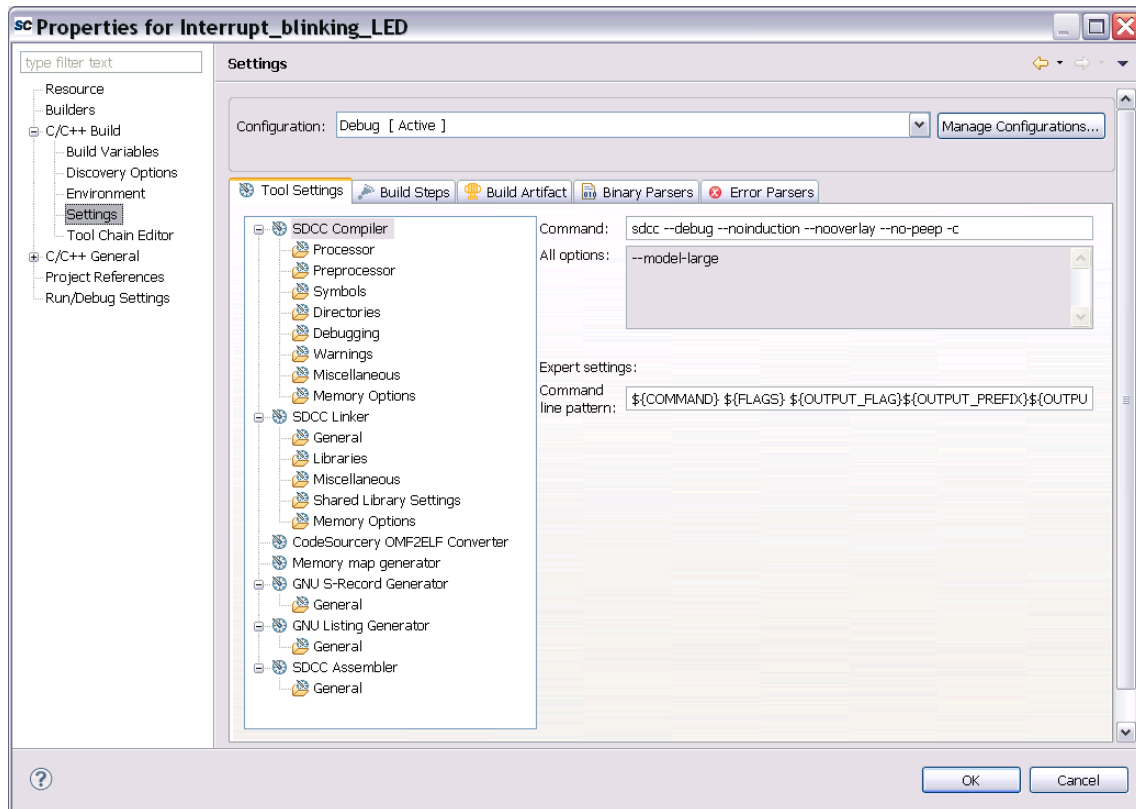 SC Properties for Interrupt_blinking_LED
type filter text
Resource
Builders
C/C++ Build
Build Variables
Discovery Options
Environment
Settings
Tool Chain Editor
C/C++ General
Project References
Run/Debug Settings
Settings
Configuration: Debug [ Active ] Manage Configurations...
Tool Settings Build Steps Build Artifact Binary Parsers Error Parsers
SDCC Compiler
Processor
Preprocessor
Symbols
Directories
Debugging
Warnings
Miscellaneous
Memory Options
SDCC Linker
General
Libraries
Miscellaneous
Shared Library Settings
Memory Options
CodeSourcery OMF2ELF Converter
Memory map generator
GNU S-Record Generator
General
GNU Listing Generator
General
SDCC Assembler
General
Command: sdcc --debug --noinduction --nooverlay --no-peep -c
All options: --model-large
Expert settings:
Command
line pattern: ${COMMAND} ${FLAGS} ${OUTPUT_FLAG}${OUTPUT_PREFIX}${OUTPU
OK Cancel